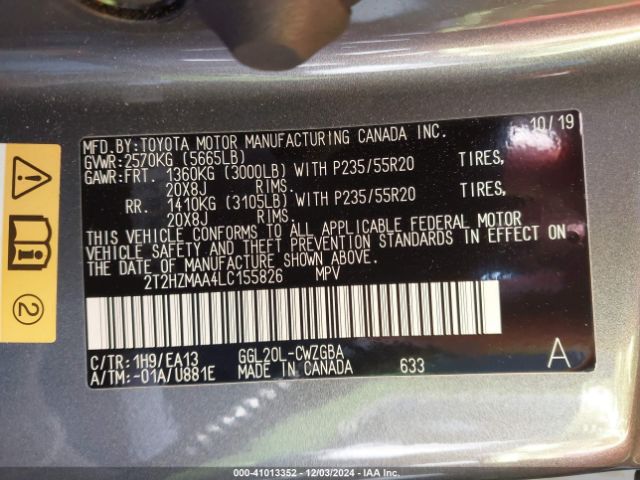 MFD.BY:TOYOTA MOTOR MANUFACTURING CANADA INC. 10/19
GVWR:2570KG (5665LB)
GAWR:FRT. 1360KG (3000LB) WITH P235/55R20 TIRES,
20X8J RIMS.
RR. 1410KG (3105LB) WITH P235/55R20 TIRES,
20X8J RIMS.
THIS VEHICLE CONFORMS TO ALL APPLICABLE FEDERAL MOTOR
VEHICLE SAFETY AND THEFT PREVENTION STANDARDS IN EFFECT ON
THE DATE OF MANUFACTURE SHOWN ABOVE.
2T2HZMAA4LC155826 MPV
C/TR:1H9/EA13 GGL20L-CWZGBA
A/TM:-01A/U881E MADE IN CANADA 633 A
2
000-41013352 - 12/03/2024 - IAA Inc.